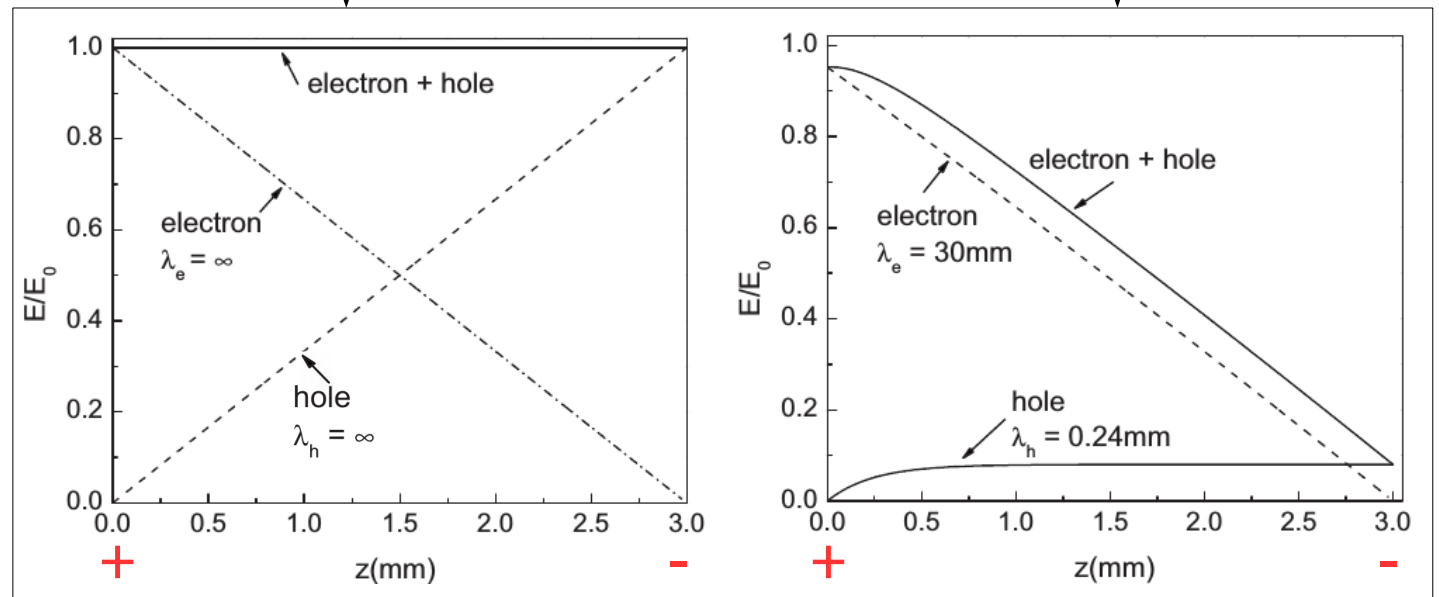 1.0
0.8
0.6
0.4
0.2
0.0
E/E₀
electron + hole
electron
λₑ = ∞
hole
λₕ = ∞
0.0 0.5 1.0 1.5 2.0 2.5 3.0
+ z(mm) -
1.0
0.8
0.6
0.4
0.2
0.0
E/E₀
electron + hole
electron
λₑ = 30mm
hole
λₕ = 0.24mm
0.0 0.5 1.0 1.5 2.0 2.5 3.0
+ z(mm) -